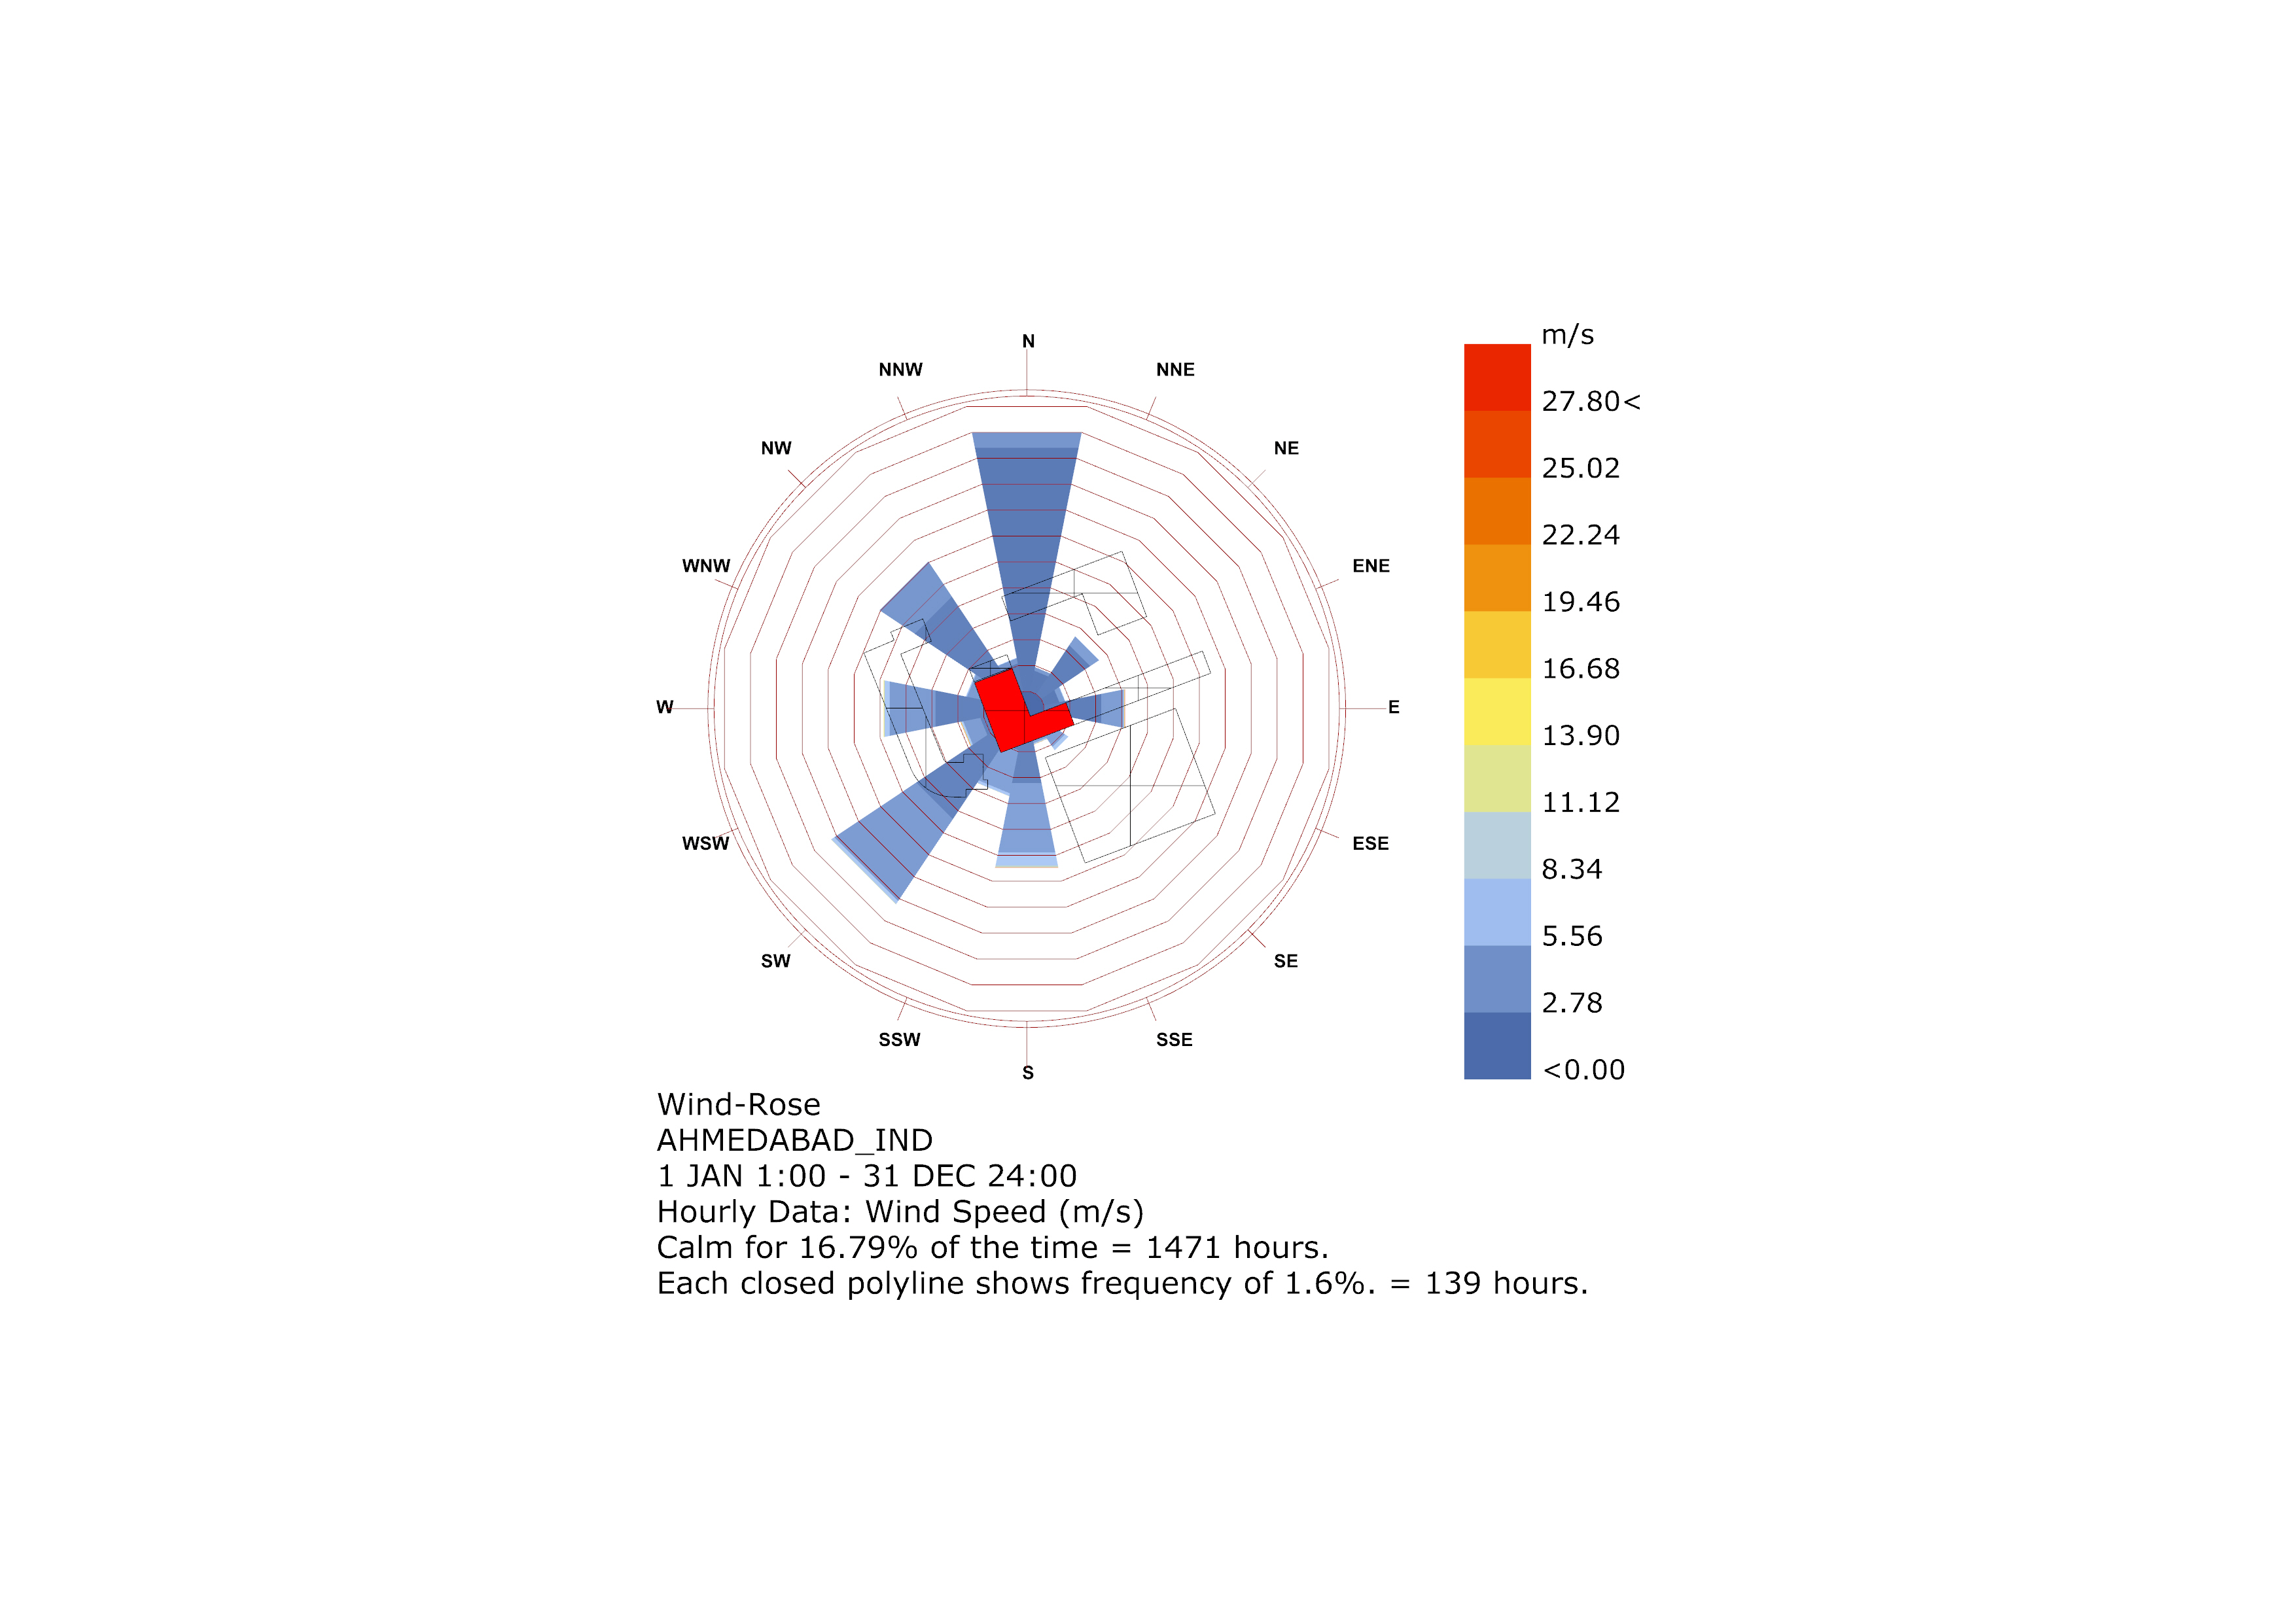 N
NNW
NNE
NW
NE
WNW
ENE
W
E
WSW
ESE
SW
SE
SSW
SSE
S
m/s
27.80<
25.02
22.24
19.46
16.68
13.90
11.12
8.34
5.56
2.78
<0.00
Wind-Rose
AHMEDABAD_IND
1 JAN 1:00 - 31 DEC 24:00
Hourly Data: Wind Speed (m/s)
Calm for 16.79% of the time = 1471 hours.
Each closed polyline shows frequency of 1.6%. = 139 hours.